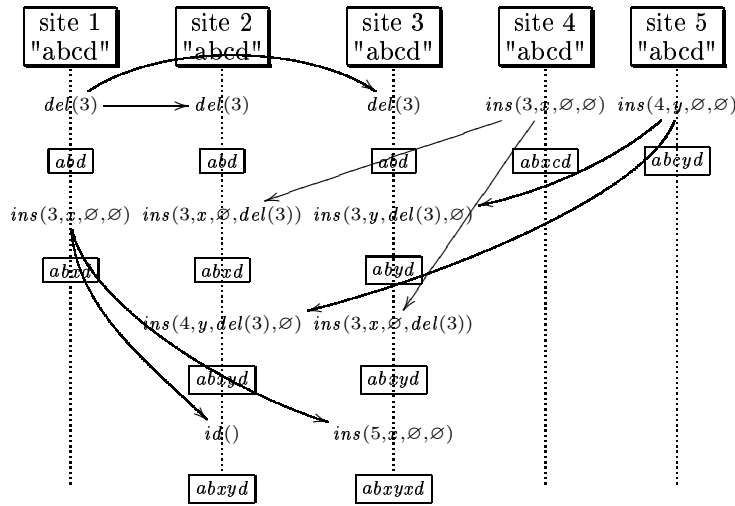 site 1 site 2 site 3 site 4 site 5
"abcd" "abcd" "abcd" "abcd" "abcd"
del(3) del(3) del(3) ins(3,x,∅,∅) ins(4,y,∅,∅)
abd abd abd abxcd abcyd
ins(3,x,∅,∅) ins(3,x,∅,del(3)) ins(3,y,del(3),∅)
abxd abxd abyd
ins(4,y,del(3),∅) ins(3,x,∅,del(3))
abxyd abxyd
id() ins(5,x,∅,∅)
abxyd abxyxd